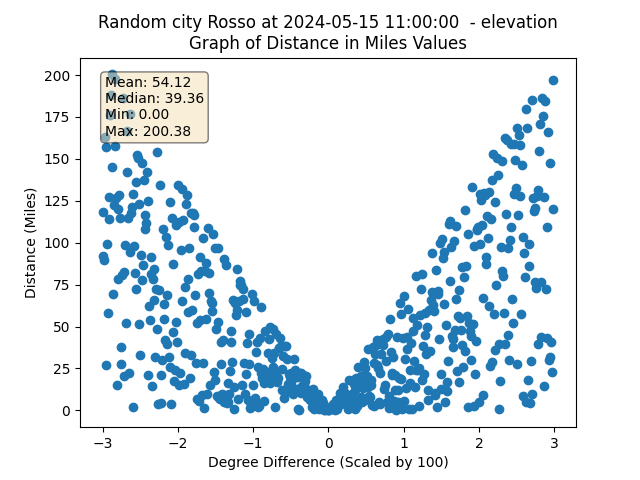 Random city Rosso at 2024-05-15 11:00:00  - elevation
Graph of Distance in Miles Values
Mean: 54.12
Median: 39.36
Min: 0.00
Max: 200.38
Distance (Miles)
200
175
150
125
100
75
50
25
0
−3
−2
−1
0
1
2
3
Degree Difference (Scaled by 100)